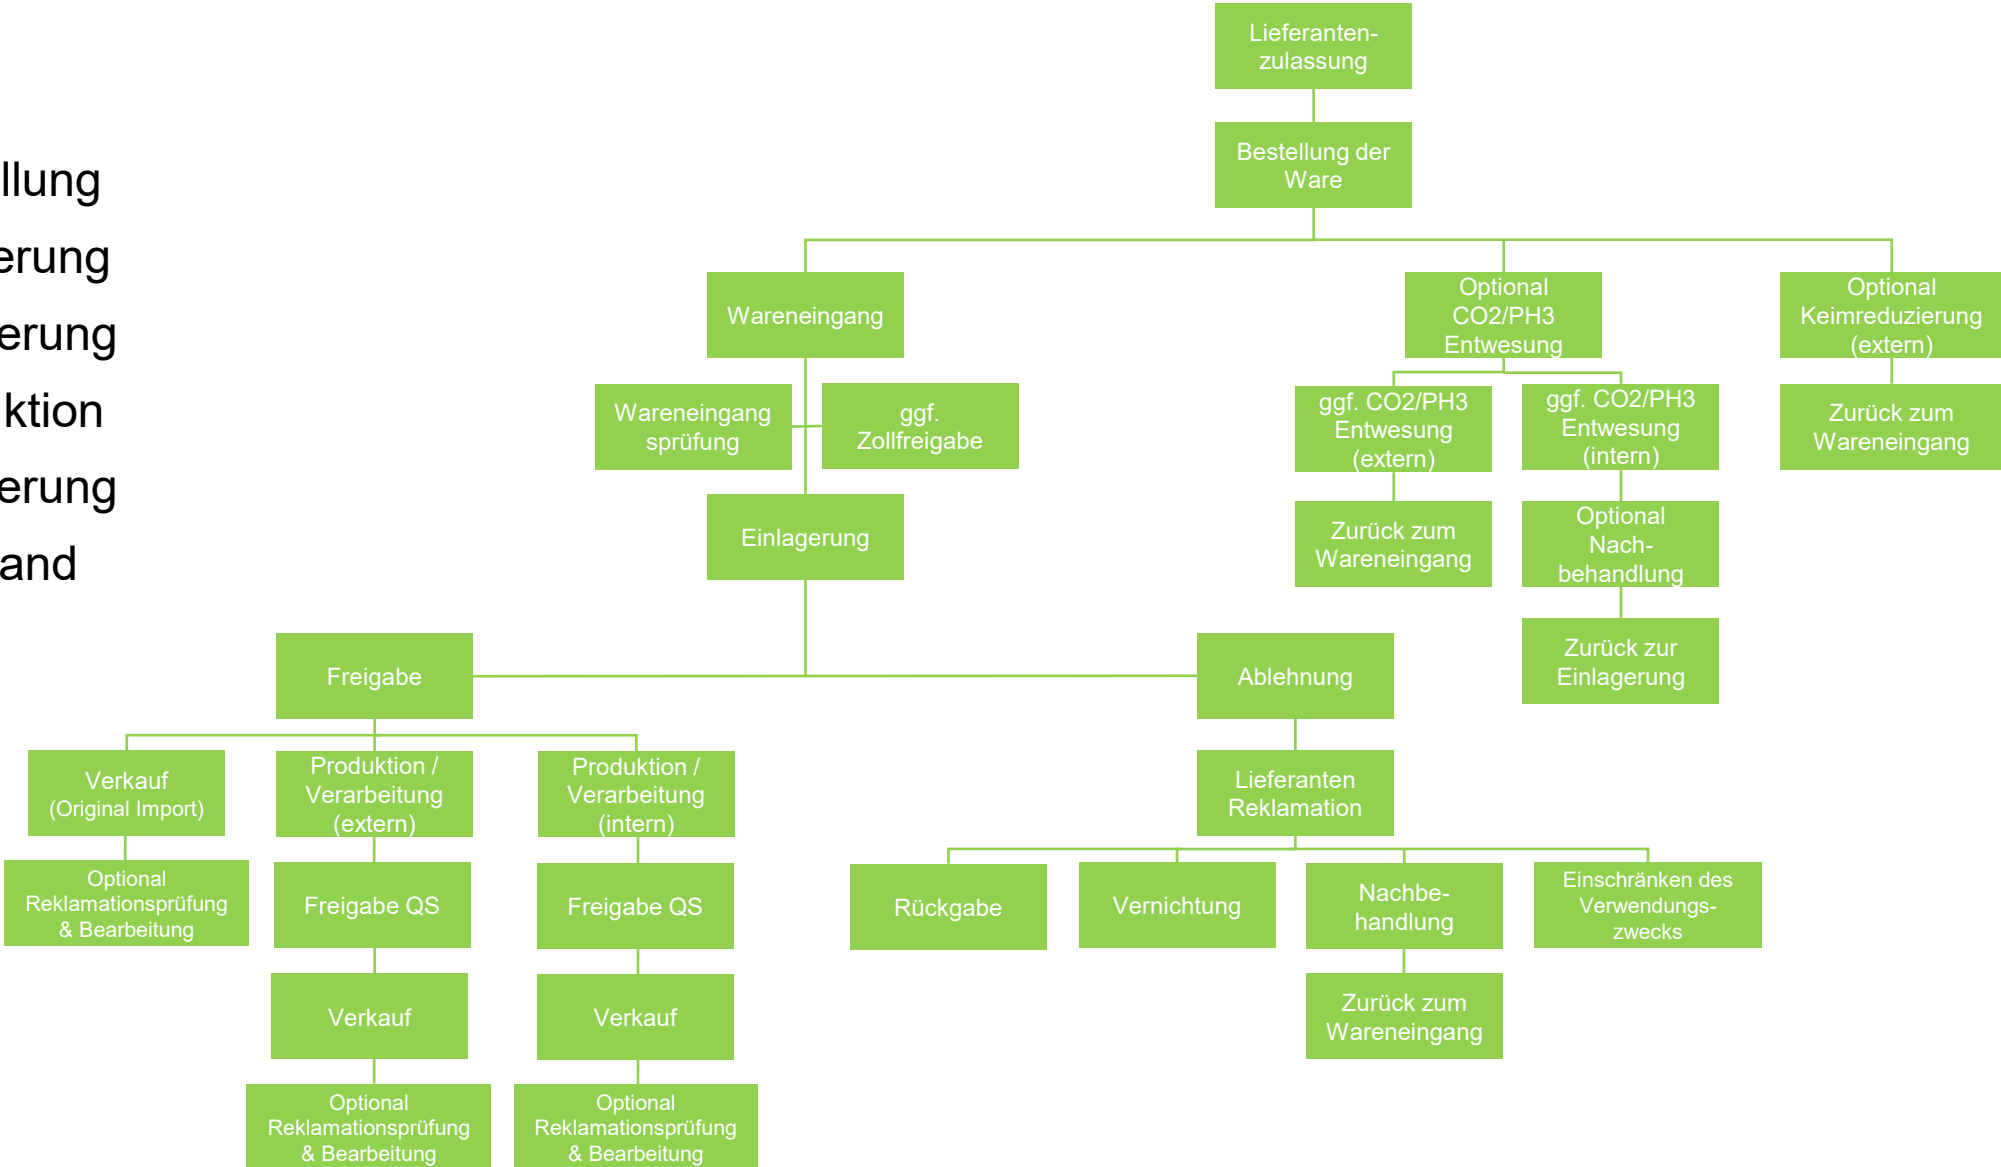 llung
erung
erung
ktion
erung
and
Lieferanten-
zulassung
Bestellung der
Ware
Wareneingang
Optional
CO2/PH3
Entwesung
Optional
Keimreduzierung
(extern)
Wareneingang
sprüfung
ggf.
Zollfreigabe
ggf. CO2/PH3
Entwesung
(extern)
ggf. CO2/PH3
Entwesung
(intern)
Zurück zum
Wareneingang
Einlagerung
Zurück zum
Wareneingang
Optional
Nach-
behandlung
Zurück zur
Einlagerung
Freigabe
Ablehnung
Verkauf
(Original Import)
Produktion /
Verarbeitung
(extern)
Produktion /
Verarbeitung
(intern)
Lieferanten
Reklamation
Optional
Reklamationsprüfung
& Bearbeitung
Freigabe QS
Freigabe QS
Rückgabe
Vernichtung
Nachbe-
handlung
Einschränken des
Verwendungs-
zwecks
Verkauf
Verkauf
Zurück zum
Wareneingang
Optional
Reklamationsprüfung
& Bearbeitung
Optional
Reklamationsprüfung
& Bearbeitung